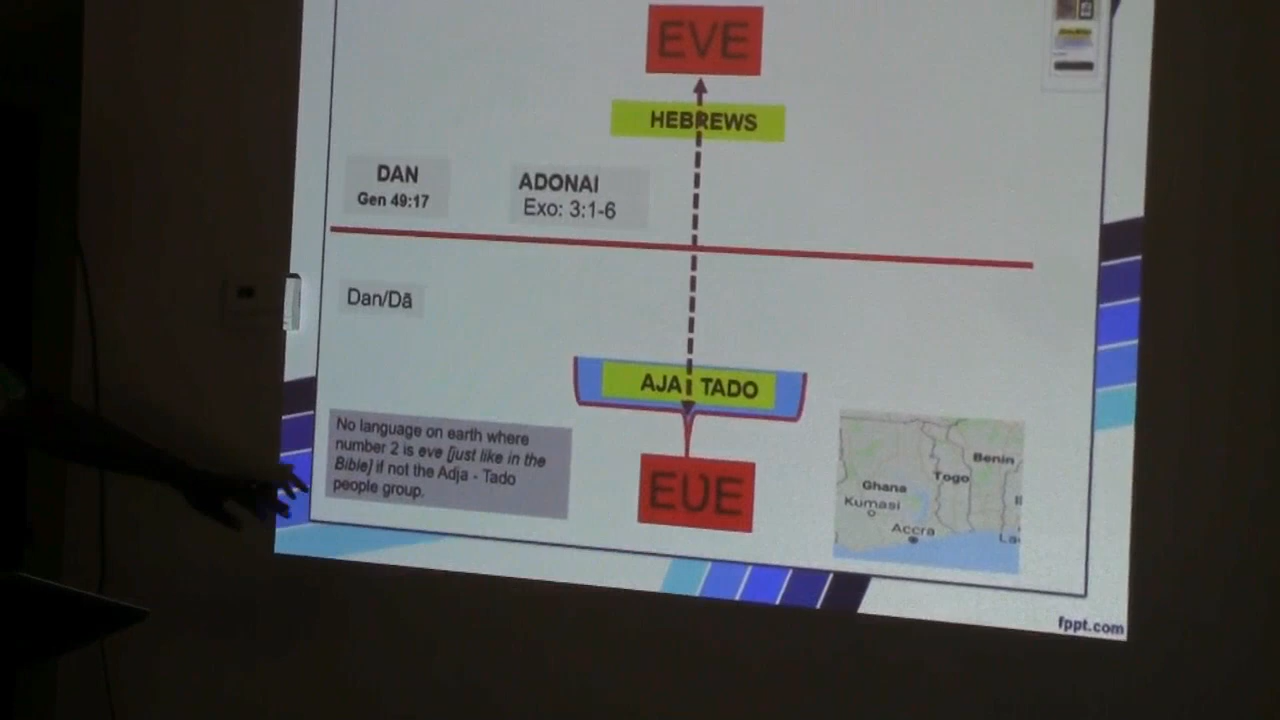 EVE
HEBREWS
DAN
Gen 49:17
ADONAI
Exo: 3:1-6
Dan/Dã
AJA TADO
No language on earth where
number 2 is eve [just like in the
Bible] if not the Adja - Tado
people group.
EƲE
Benin
Togo
Ghana
Kumasi
Accra
La
fppt.com